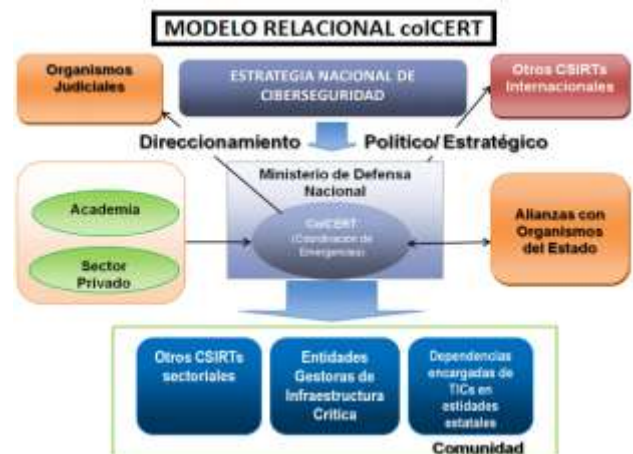 MODELO RELACIONAL colCERT
Organismos
Judiciales
ESTRATEGIA NACIONAL DE
CIBERSEGURIDAD
Otros CSIRTs
Internacionales
Direccionamiento
Político/ Estratégico
Ministerio de Defensa
Nacional
Academia
Sector
Privado
ColCERT
(Coordinación de
Emergencias)
Alianzas con
Organismos
del Estado
Otros CSIRTs
sectoriales
Entidades
Gestoras de
Infraestructura
Crítica
Dependencias
encargadas de
TICs en
entidades
estatales
Comunidad